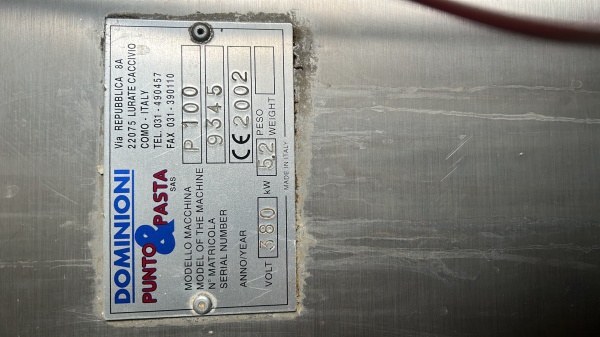 DOMINIONI
PUNTO & PASTA
SAS
Via REPUBBLICA 8A
22075 LURATE CACCIVIO
COMO - ITALY
TEL. 031 - 490457
FAX 031 - 390110
MODELLO MACCHINA
MODEL OF THE MACHINE
P 100
N° MATRICOLA
SERIAL NUMBER
9345
ANNO/YEAR
CE 2002
VOLT 380 kW 5,2 PESO
WEIGHT
MADE IN ITALY